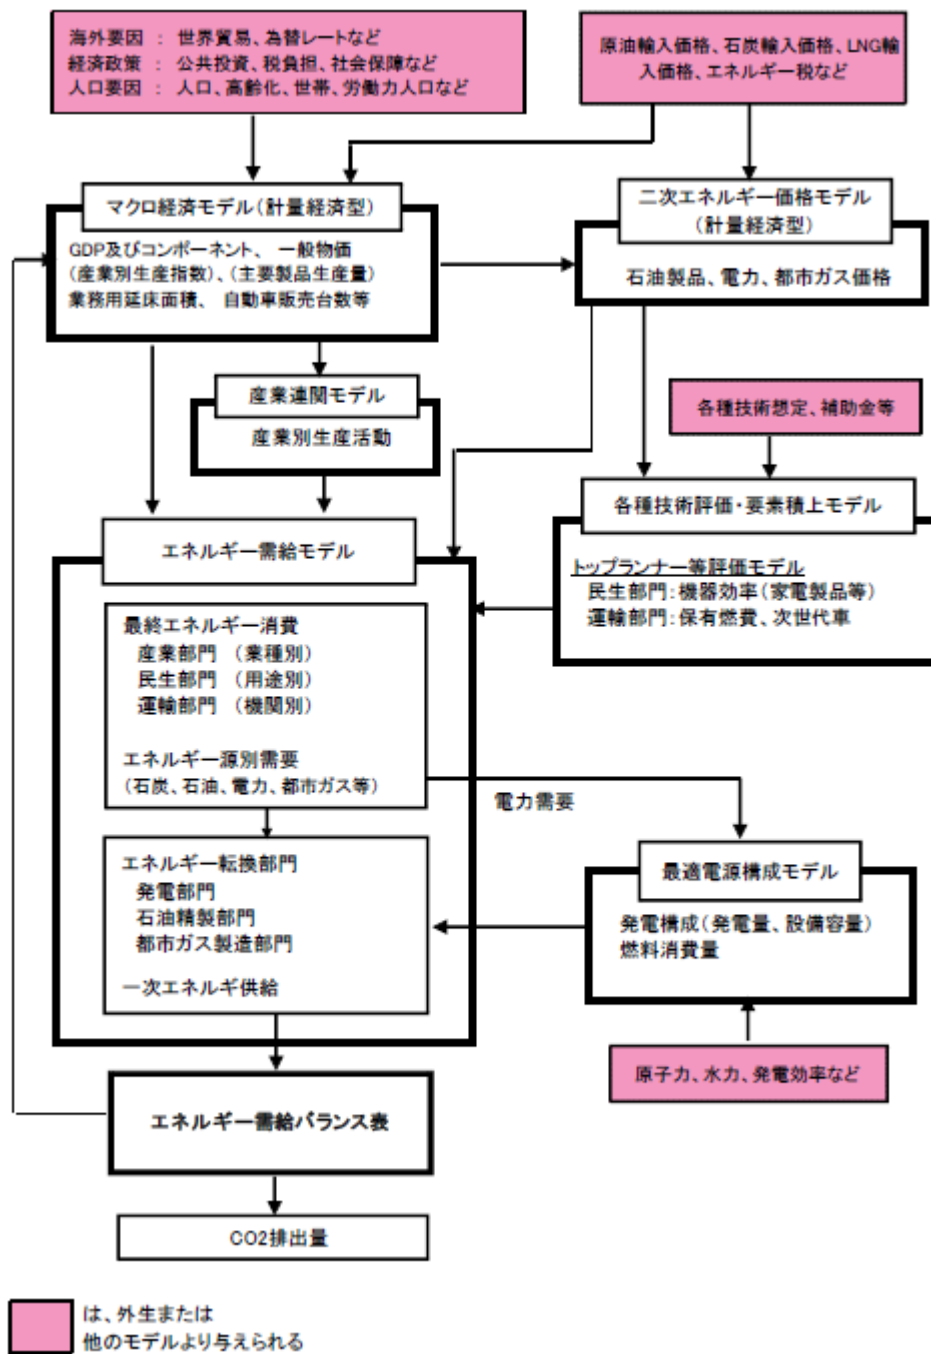 海外要因 : 世界貿易、為替レートなど
経済政策 : 公共投資、税負担、社会保障など
人口要因 : 人口、高齢化、世帯、労働力人口など
原油輸入価格、石炭輸入価格、LNG輸
入価格、エネルギー税など
マクロ経済モデル(計量経済型)
GDP及びコンポーネント、 一般物価
(産業別生産指数)、(主要製品生産量)
業務用延床面積、 自動車販売台数等
二次エネルギー価格モデル
(計量経済型)
石油製品、電力、都市ガス価格
産業連関モデル
産業別生産活動
各種技術想定、補助金等
各種技術評価・要素積上モデル
トップランナー等評価モデル
民生部門:機器効率(家電製品等)
運輸部門:保有燃費、次世代車
エネルギー需給モデル
最終エネルギー消費
産業部門 (業種別)
民生部門 (用途別)
運輸部門 (機関別)
エネルギー源別需要
(石炭、石油、電力、都市ガス等)
電力需要
エネルギー転換部門
発電部門
石油精製部門
都市ガス製造部門
一次エネルギ供給
最適電源構成モデル
発電構成(発電量、設備容量)
燃料消費量
原子力、水力、発電効率など
エネルギー需給バランス表
CO2排出量
は、外生または
他のモデルより与えられる